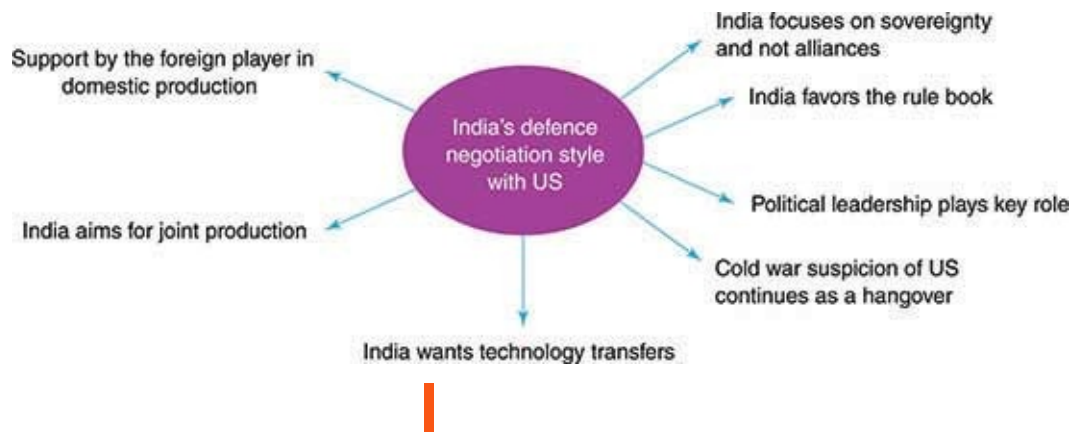 India focuses on sovereignty
and not alliances
Support by the foreign player in
domestic production
India favors the rule book
India's defence
negotiation style
with US
Political leadership plays key role
India aims for joint production
Cold war suspicion of US
continues as a hangover
India wants technology transfers